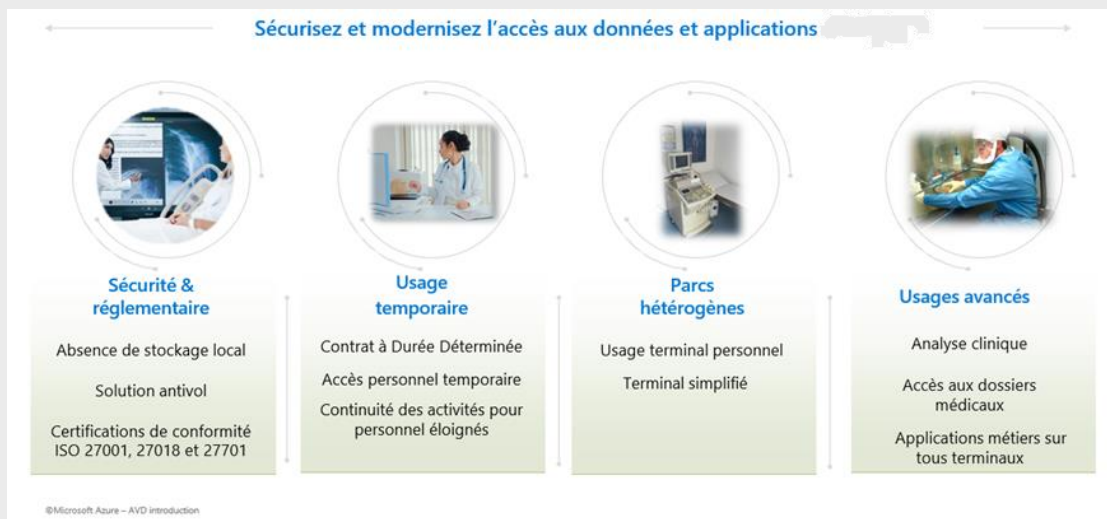 Sécurisez et modernisez l'accès aux données et applications
Sécurité &
réglementaire
Absence de stockage local
Solution antivol
Certifications de conformité
ISO 27001, 27018 et 27701
Usage
temporaire
Contrat à Durée Déterminée
Accès personnel temporaire
Continuité des activités pour
personnel éloignés
Parcs
hétérogènes
Usage terminal personnel
Terminal simplifié
Usages avancés
Analyse clinique
Accès aux dossiers
médicaux
Applications métiers sur
tous terminaux
©Microsoft Azure – AVD introduction